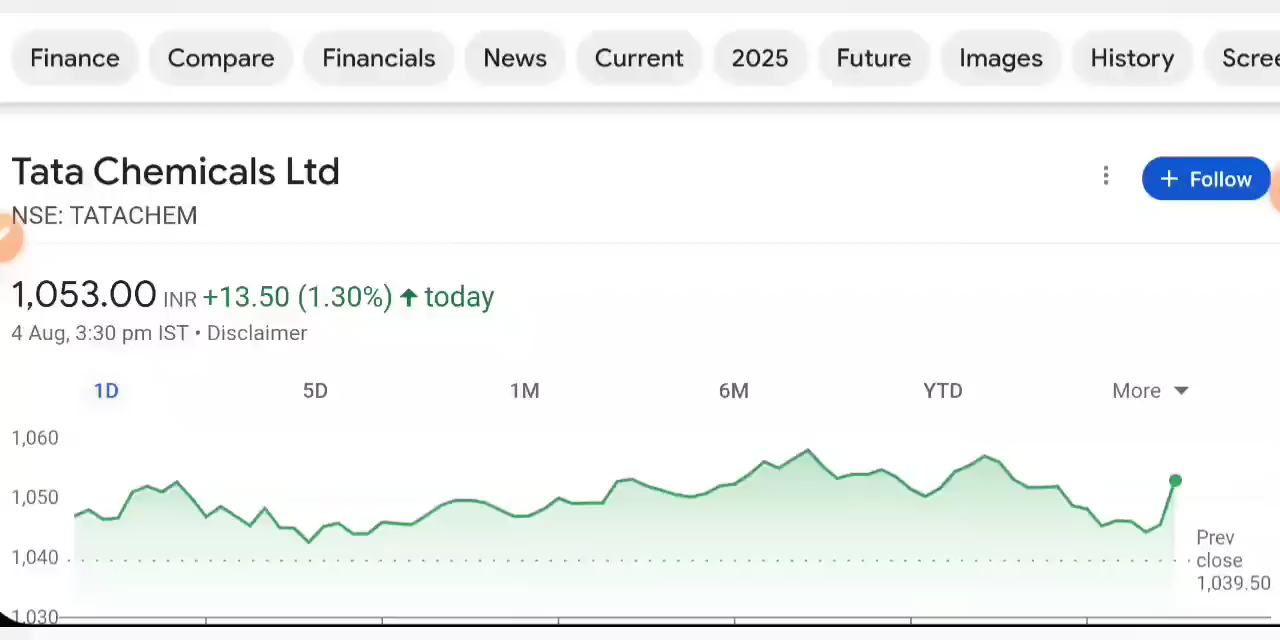 Finance Compare Financials News Current 2025 Future Images History Scree
Tata Chemicals Ltd
+ Follow
NSE: TATACHEM
1,053.00 INR +13.50 (1.30%) ↑ today
4 Aug, 3:30 pm IST • Disclaimer
1D 5D 1M 6M YTD More
1,060
1,050
1,040
1,030
Prev
close
1,039.50